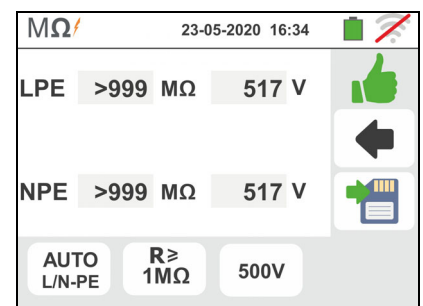 MΩ 23-05-2020 16:34
LPE >999 MΩ 517 V
NPE >999 MΩ 517 V
AUTO L/N-PE
R≥ 1MΩ
500V